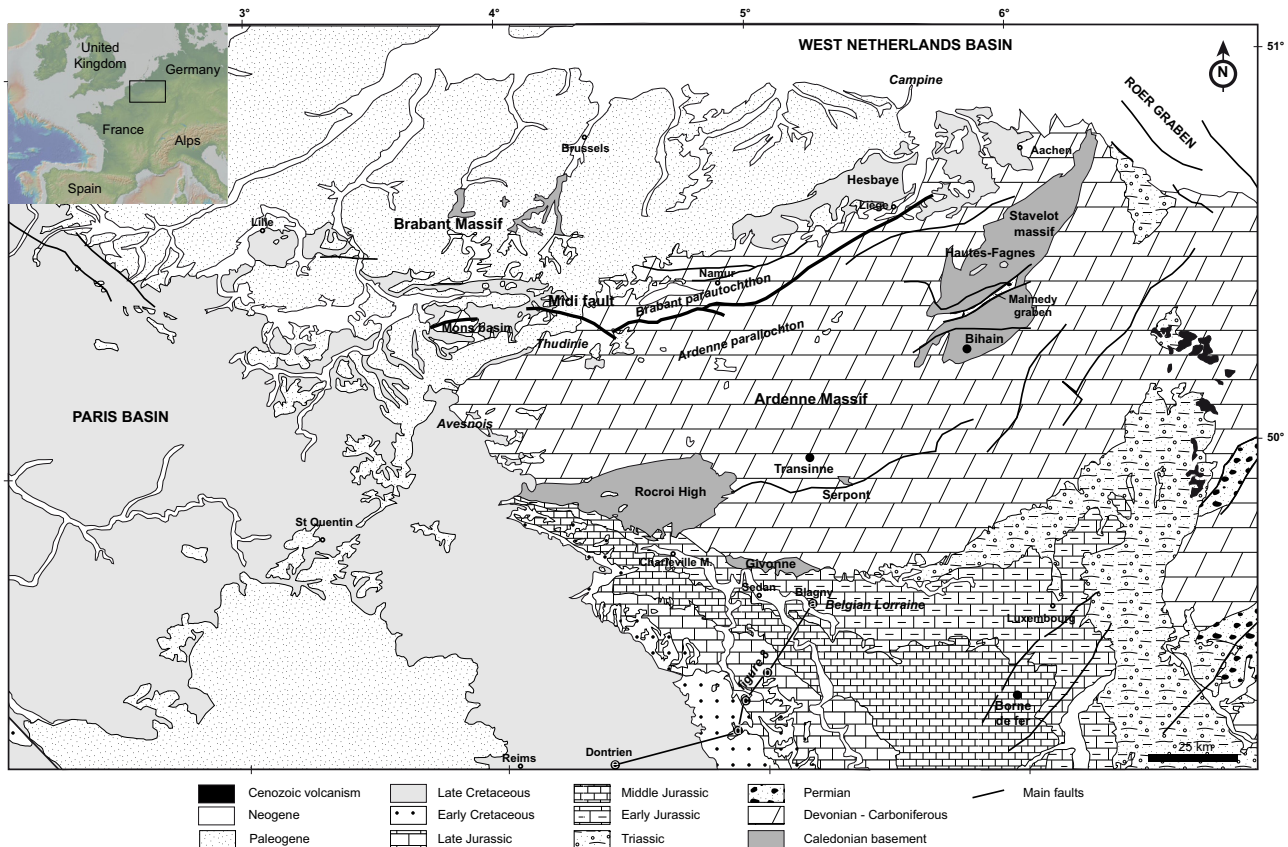 3°
4°
5°
6°
United
Kingdom
Germany
France
Alps
Spain
WEST NETHERLANDS BASIN
51°
N
Campine
ROER GRABEN
Brussels
Aachen
Hesbaye
Liège
Lille
Brabant Massif
Stavelot
massif
Hautes-Fagnes
Namur
Brabant parautochthon
Midi fault
Malmedy
graben
Mons basin
Thudinie
Ardenne parallochton
Bihain
PARIS BASIN
Ardenne Massif
Avesnois
50°
Transinne
Serpont
Rocroi High
St Quentin
Charleville M.
Givonne
Sedan
Blagny
Belgian Lorraine
Luxembourg
figure 8
Borne
de fer
25 km
Reims
Dontrien
Cenozoic volcanism
Late Cretaceous
Middle Jurassic
Permian
Main faults
Neogene
Early Cretaceous
Early Jurassic
Devonian - Carboniferous
Paleogene
Late Jurassic
Triassic
Caledonian basement